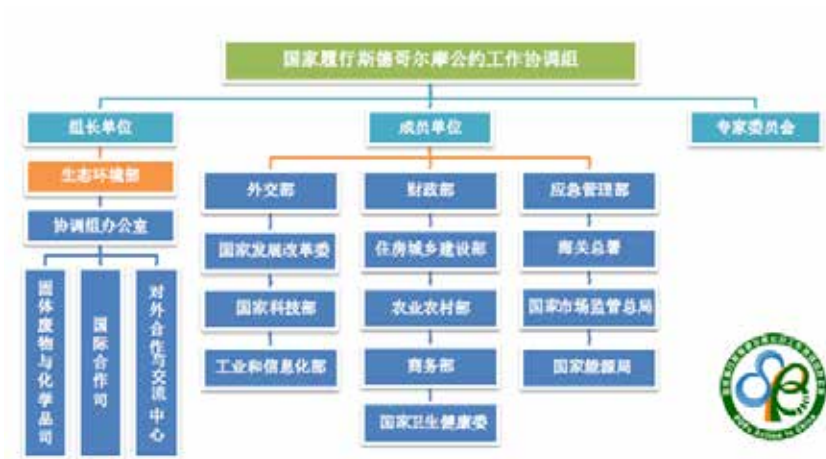 国家履行斯德哥尔摩公约工作协调组
组长单位
成员单位
专家委员会
生态环境部
外交部
财政部
应急管理部
协调组办公室
国家发展改革委
住房城乡建设部
海关总署
固体废物与化学品司
国际合作司
对外合作与交流中心
国家科技部
农业农村部
国家市场监管总局
工业和信息化部
商务部
国家能源局
国家卫生健康委